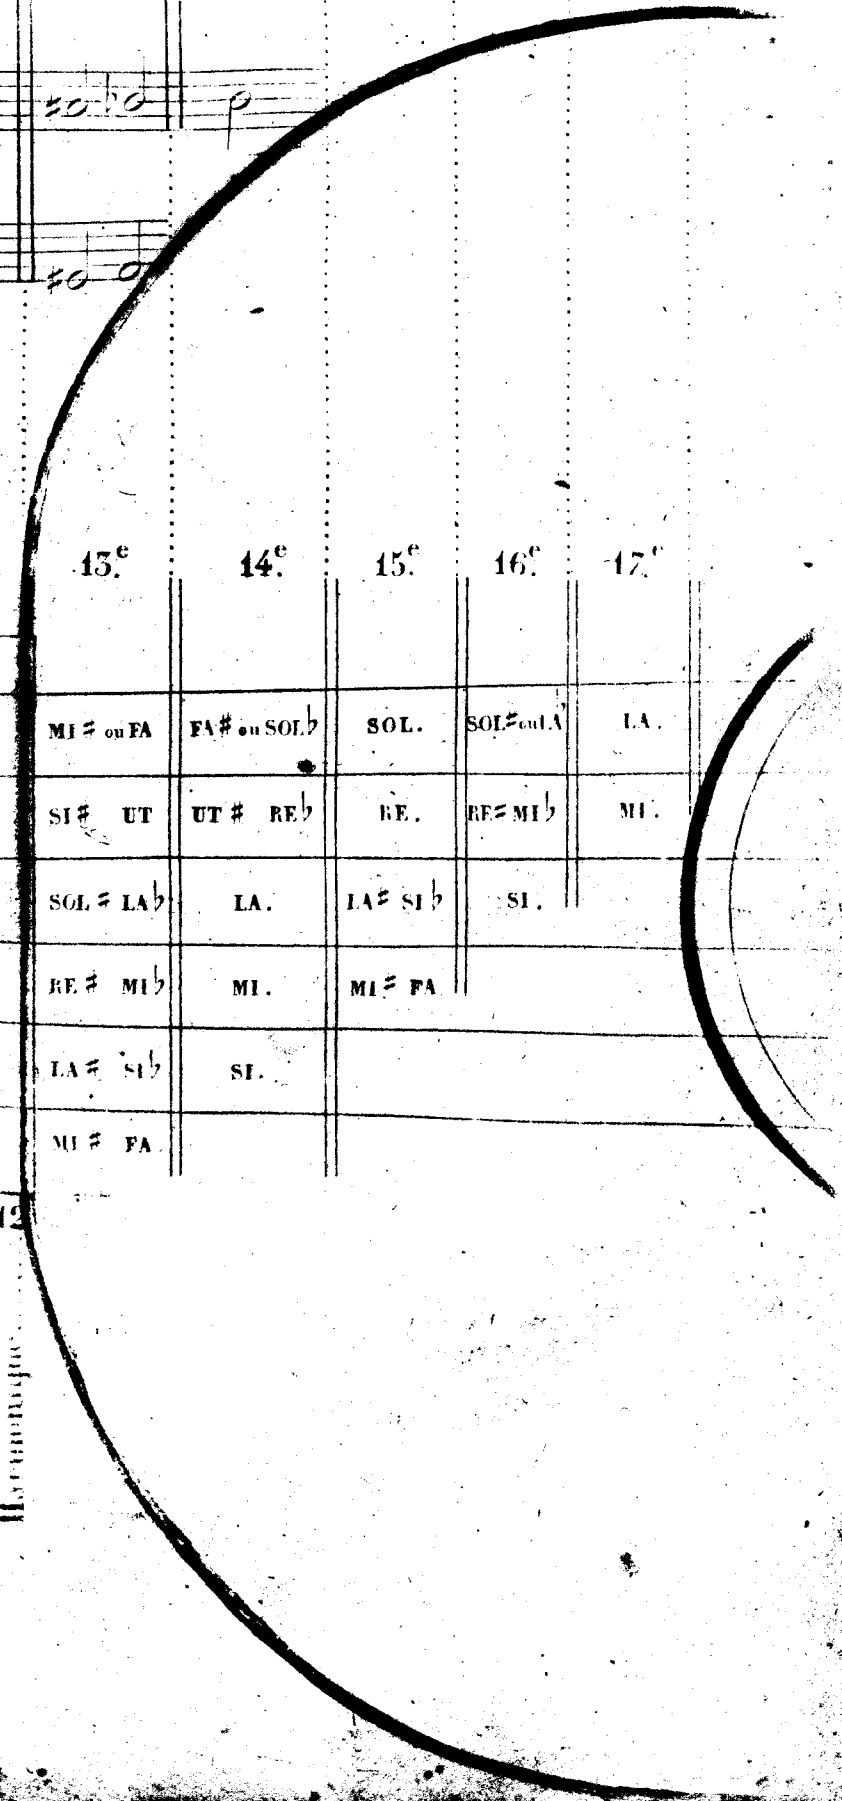 13.e 14.e 15.e 16.e 17.e
MI♯ ou FA FA♯ ou SOL♭ SOL. SOL♯ ou LA♭ LA.
SI♯ UT UT♯ RE♭ RE. RE♯ MI♭ MI.
SOL♯ LA♭ LA. LA♯ SI♭ SI.
RE♯ MI♭ MI. MI♯ FA
LA♯ SI♭ SI.
MI♯ FA
12
Harmonique